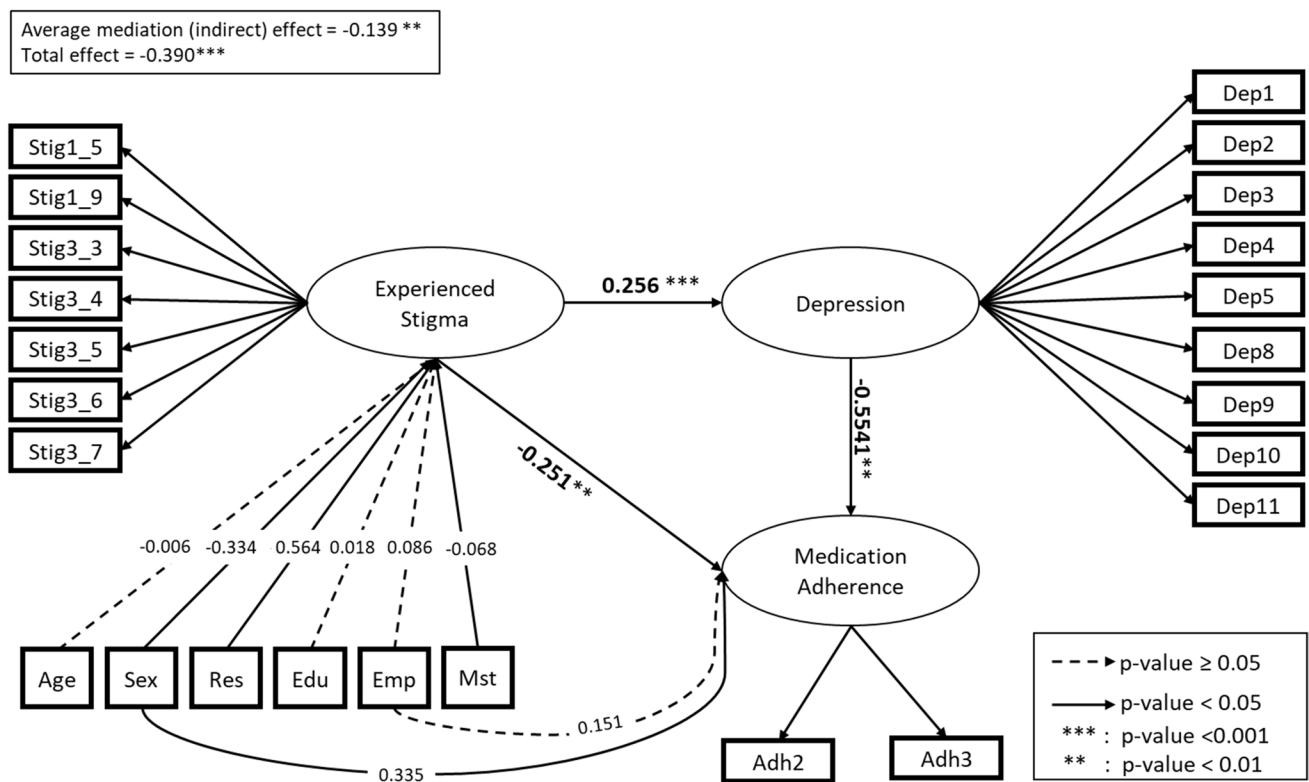 Average mediation (indirect) effect = -0.139 **
Total effect = -0.390***
Stig1_5
Stig1_9
Stig3_3
Stig3_4
Stig3_5
Stig3_6
Stig3_7
Experienced
Stigma
0.256 ***
Depression
Dep1
Dep2
Dep3
Dep4
Dep5
Dep8
Dep9
Dep10
Dep11
-0.251**
-0.5541**
-0.006 -0.334 0.564 0.018 0.086 -0.068
Medication
Adherence
Age Sex Res Edu Emp Mst
0.151
0.335
Adh2 Adh3
p-value ≥ 0.05
p-value < 0.05
*** : p-value <0.001
** : p-value < 0.01